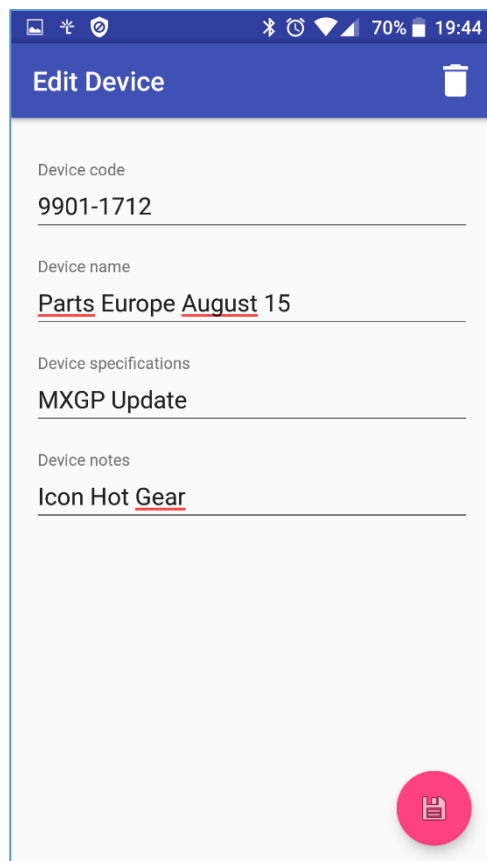 70% 19:44
Edit Device
Device code
9901-1712
Device name
Parts Europe August 15
Device specifications
MXGP Update
Device notes
Icon Hot Gear